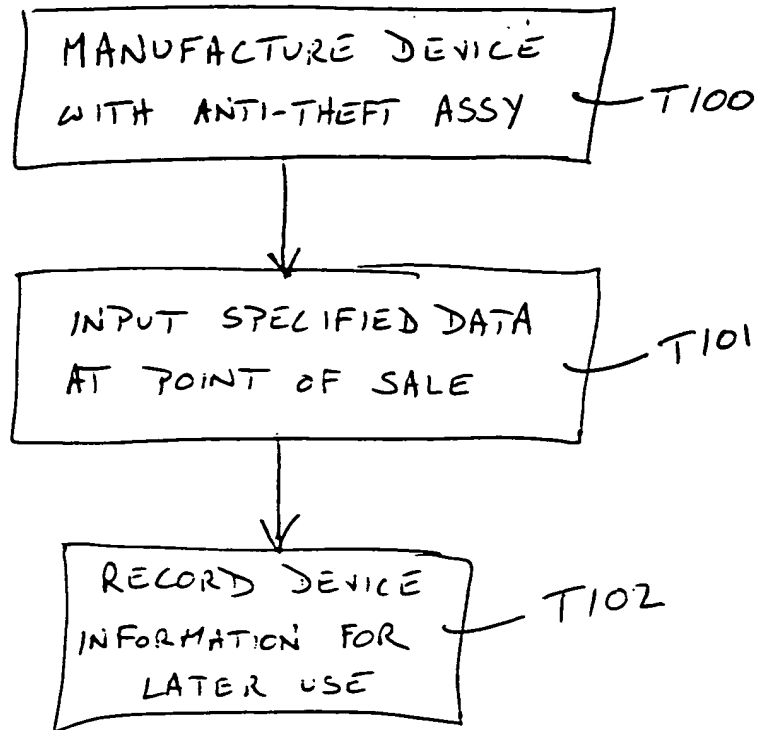 MANUFACTURE DEVICE
WITH ANTI-THEFT ASSY
T100
INPUT SPECIFIED DATA
AT POINT OF SALE
T101
RECORD DEVICE
INFORMATION FOR
LATER USE
T102